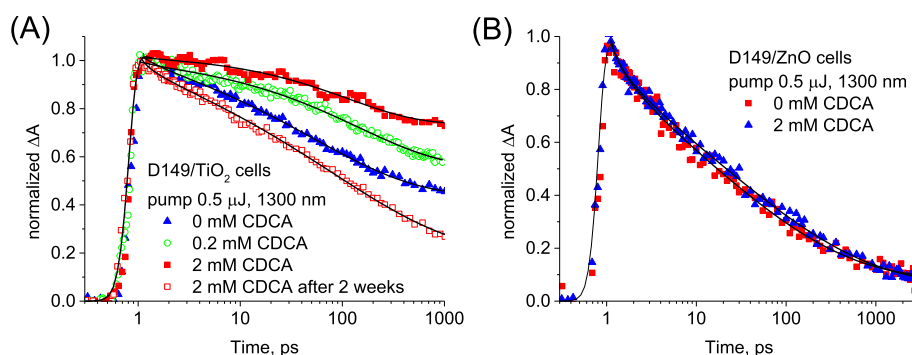 (A)
normalized ΔA
1.0
0.8
0.6
0.4
0.2
0.0
D149/TiO2 cells
pump 0.5 μJ, 1300 nm
0 mM CDCA
0.2 mM CDCA
2 mM CDCA
2 mM CDCA after 2 weeks
1 10 100 1000
Time, ps
(B)
normalized ΔA
1.0
0.8
0.6
0.4
0.2
0.0
D149/ZnO cells
pump 0.5 μJ, 1300 nm
0 mM CDCA
2 mM CDCA
1 10 100 1000
Time, ps